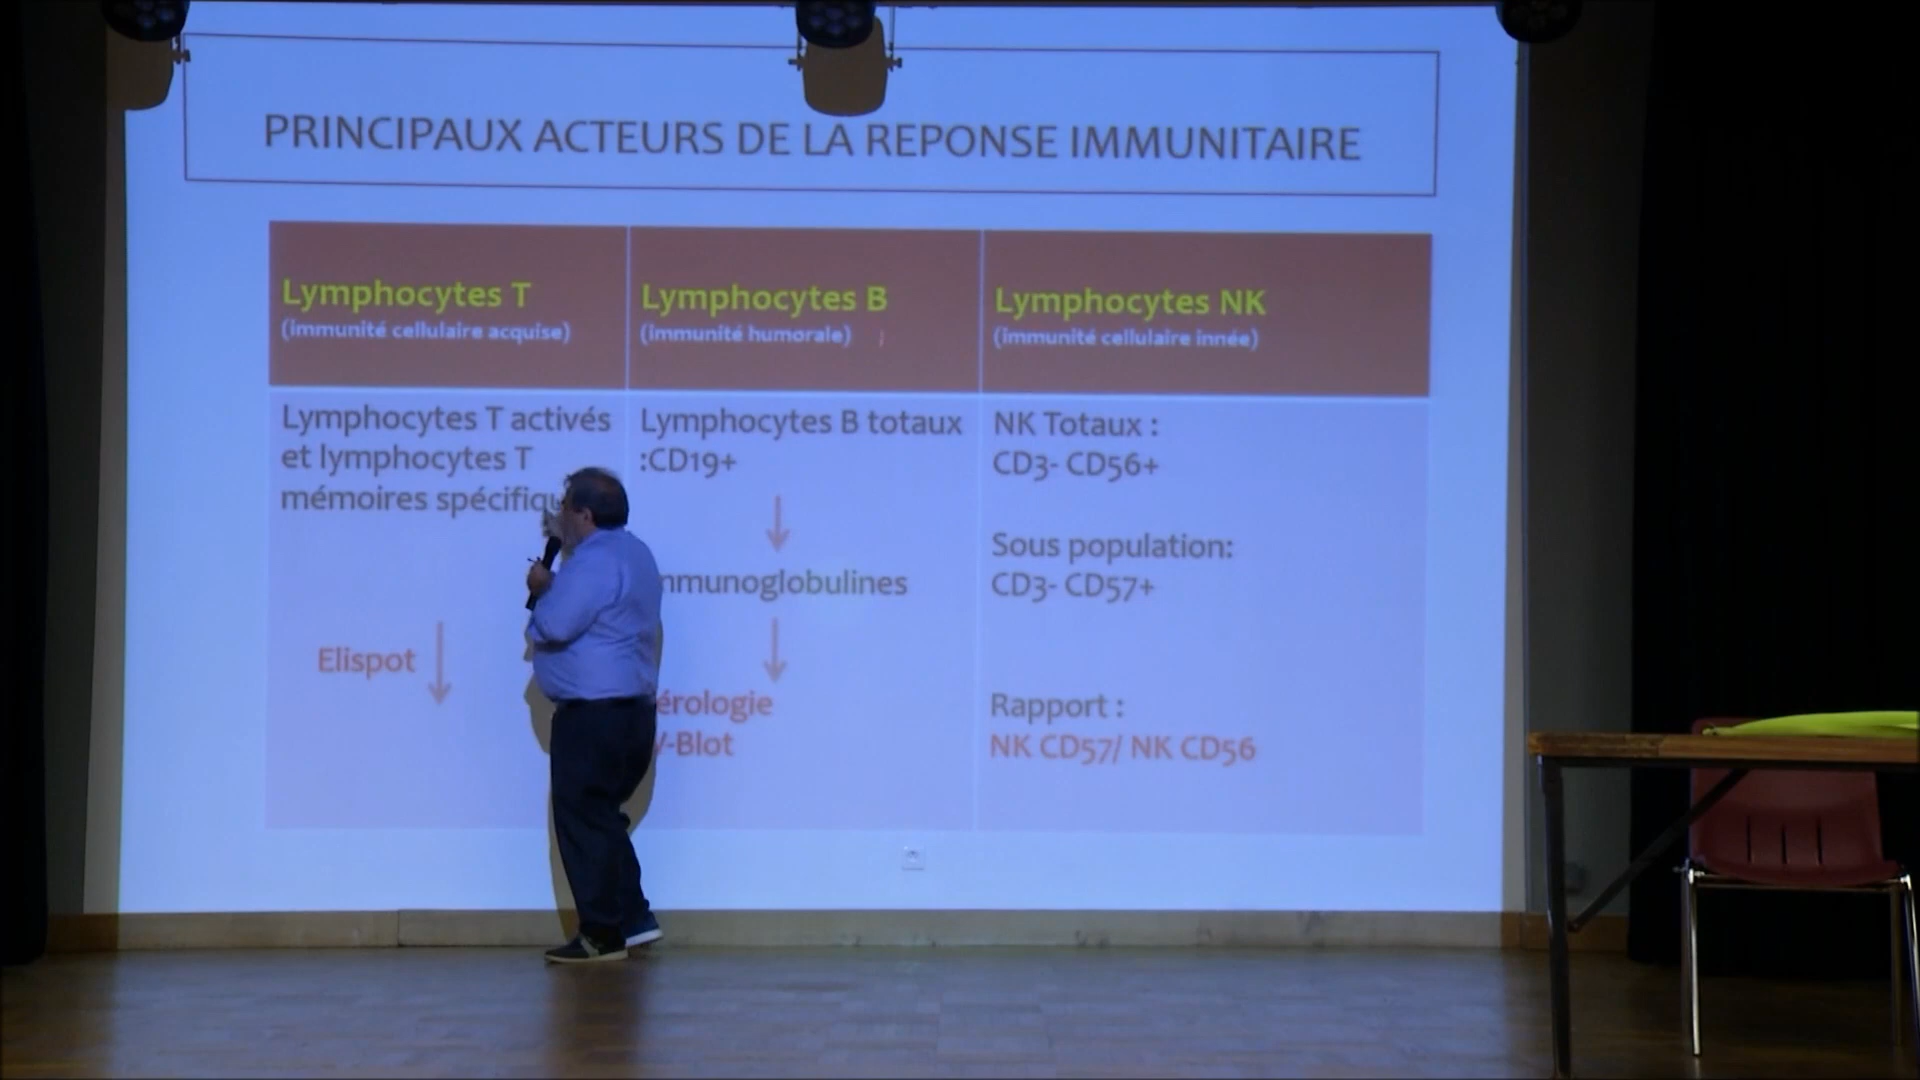 PRINCIPAUX ACTEURS DE LA REPONSE IMMUNITAIRE
Lymphocytes T
(immunité cellulaire acquise)
Lymphocytes T activés
et lymphocytes T
mémoires
Elispot
Lymphocytes B
(immunité humorale)
Lymphocytes B totaux
:CD19+
Lymphocytes NK
(immunité cellulaire innée)
NK Totaux :
CD3- CD56+
Sous population:
CD3- CD57+
Rapport :
NK CD57/ NK CD56